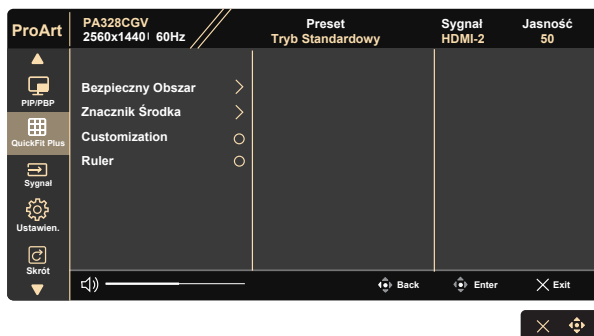 ProArt
PA328CGV
2560x1440 60Hz
Preset
Tryb Standardowy
Sygnał
HDMI-2
Jasność
50
PIP/PBP
QuickFit Plus
Sygnał
Ustawien.
Skrót
Bezpieczny Obszar
Znacznik Środka
Customization
Ruler
Back
Enter
Exit